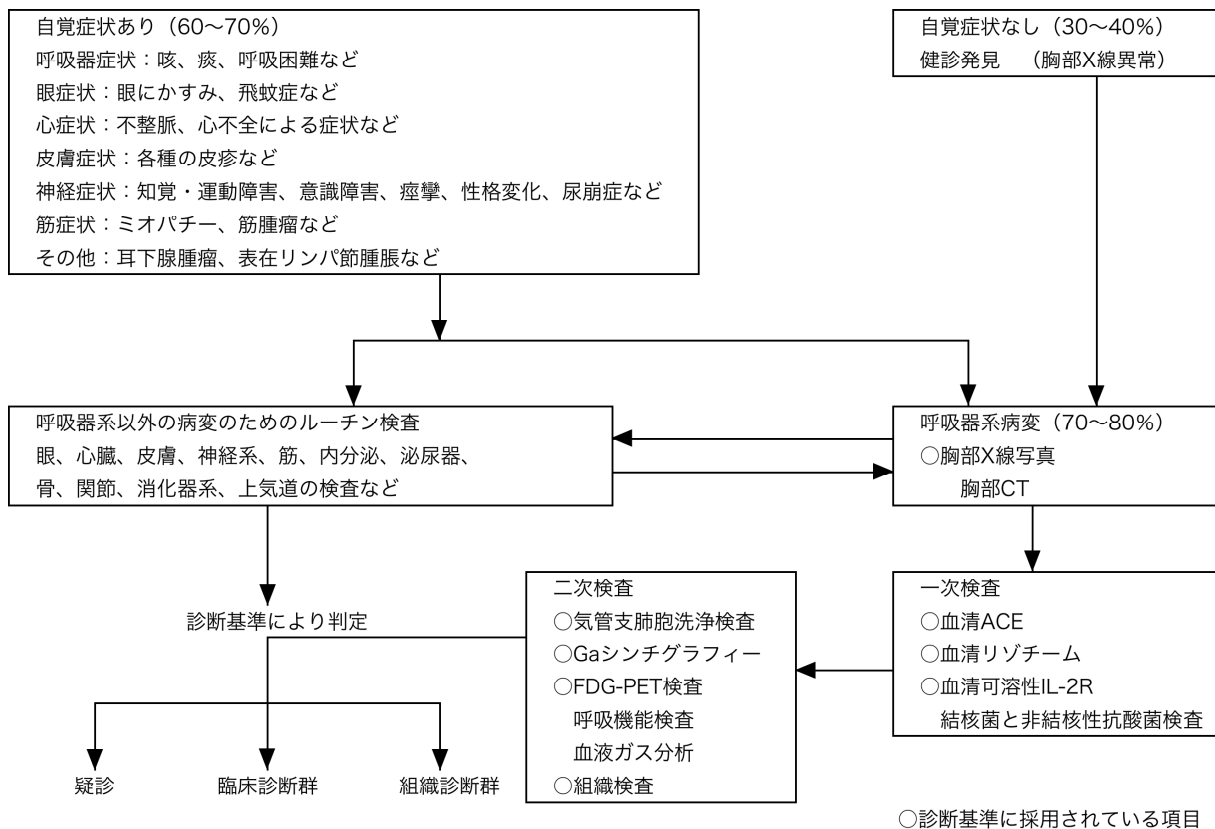 自覚症状あり（60〜70%）
呼吸器症状：咳、痰、呼吸困難など
眼症状：眼にかすみ、飛蚊症など
心症状：不整脈、心不全による症状など
皮膚症状：各種の皮疹など
神経症状：知覚・運動障害、意識障害、痙攣、性格変化、尿崩症など
筋症状：ミオパチー、筋腫瘤など
その他：耳下腺腫瘤、表在リンパ節腫脹など
自覚症状なし（30〜40%）
健診発見　（胸部X線異常）
呼吸器系以外の病変のためのルーチン検査
眼、心臓、皮膚、神経系、筋、内分泌、泌尿器、
骨、関節、消化器系、上気道の検査など
呼吸器系病変（70〜80%）
○胸部X線写真
胸部CT
一次検査
○血清ACE
○血清リゾチーム
○血清可溶性IL-2R
結核菌と非結核性抗酸菌検査
二次検査
○気管支肺胞洗浄検査
○Gaシンチグラフィー
○FDG-PET検査
呼吸機能検査
血液ガス分析
○組織検査
診断基準により判定
疑診
臨床診断群
組織診断群
○診断基準に採用されている項目